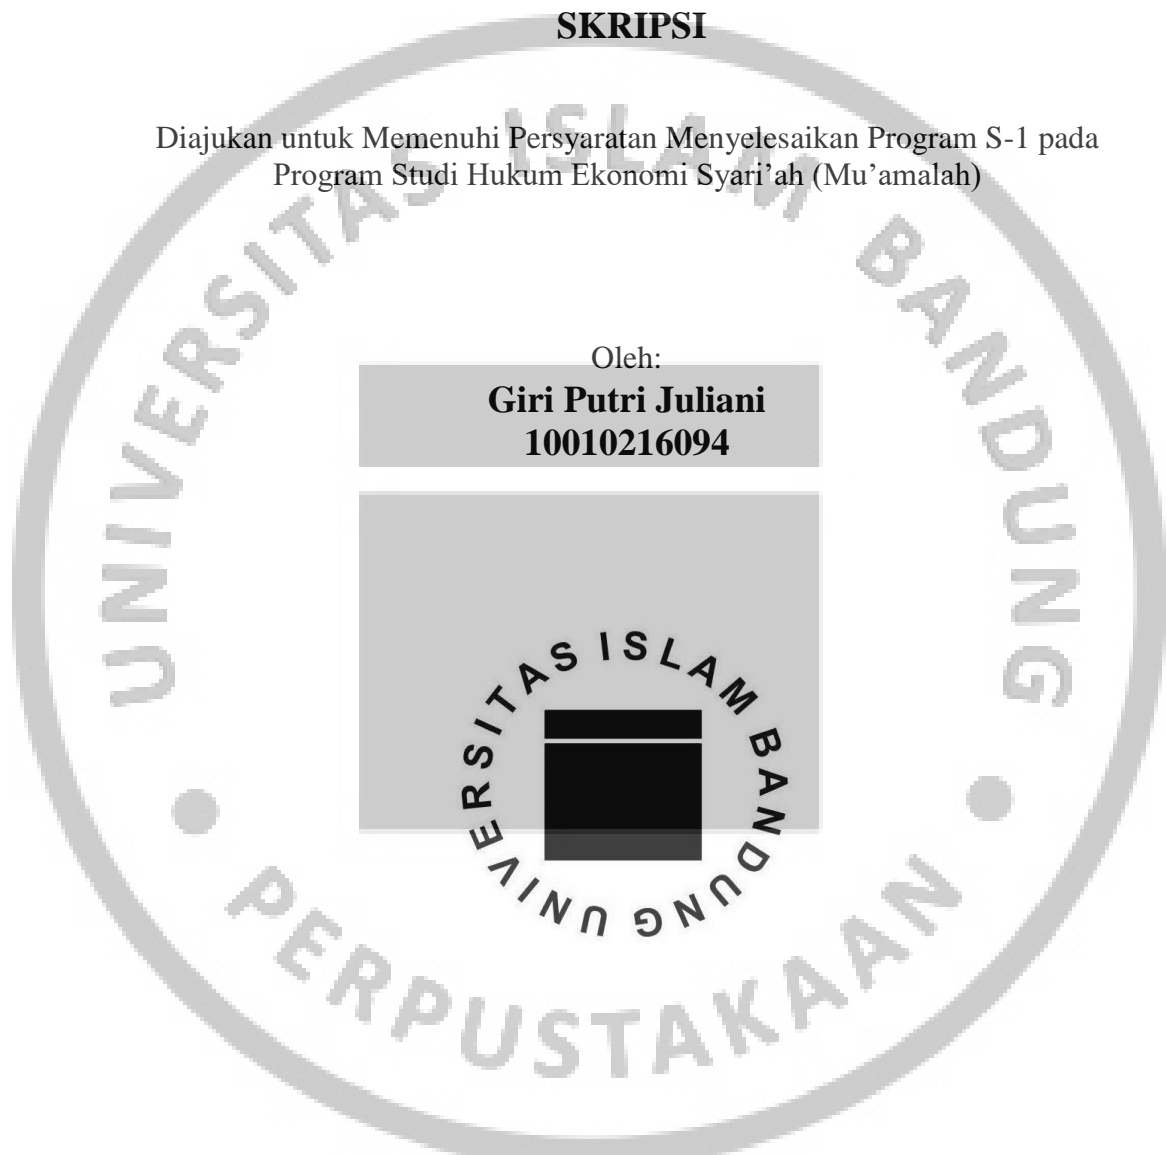 SKRIPSI
Diajukan untuk Memenuhi Persyaratan Menyelesaikan Program S-1 pada
Program Studi Hukum Ekonomi Syari’ah (Mu’amalah)
Oleh:
Giri Putri Juliani
10010216094
UNIVERSITAS ISLAM BANDUNG
UNIVERSITAS ISLAM BANDUNG
• PERPUSTAKAAN •